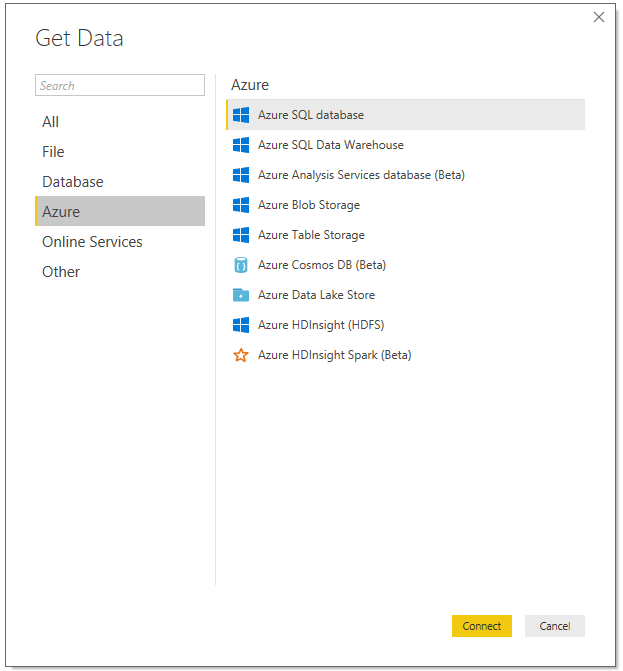 Get Data
Search
All
File
Database
Azure
Online Services
Other
Azure
Azure SQL database
Azure SQL Data Warehouse
Azure Analysis Services database (Beta)
Azure Blob Storage
Azure Table Storage
Azure Cosmos DB (Beta)
Azure Data Lake Store
Azure HDInsight (HDFS)
Azure HDInsight Spark (Beta)
Connect
Cancel